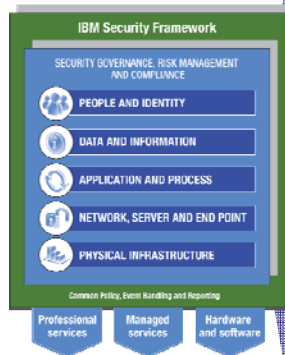 IBM Security Framework
SECURITY GOVERNANCE, RISK MANAGEMENT
AND COMPLIANCE
PEOPLE AND IDENTITY
DATA AND INFORMATION
APPLICATION AND PROCESS
NETWORK, SERVER AND END POINT
PHYSICAL INFRASTRUCTURE
Common Policy, Event Handling and Reporting
Professional services
Managed services
Hardware and software